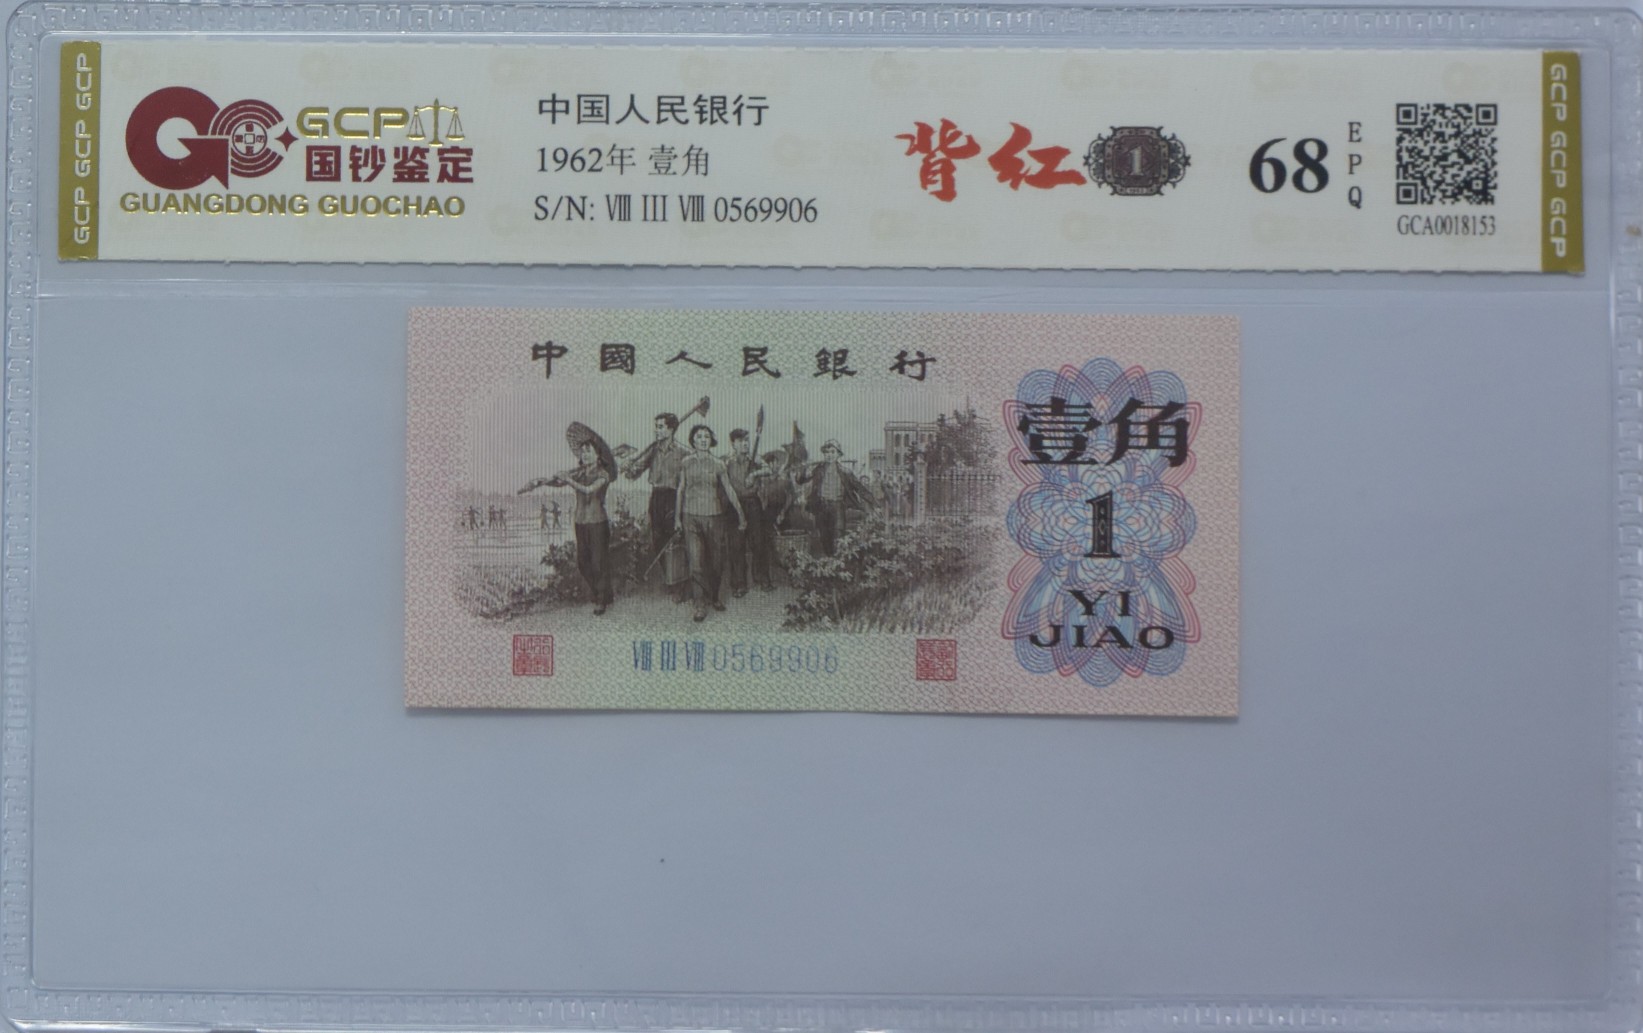 GCP GCP GCP
GCP
国钞鉴定
GUANGDONG GUOCHAO
中国人民银行
1962年 壹角
S/N: Ⅷ III Ⅷ 0569906
背红
1
68
EPQ
GCA0018153
GCP GCP GCP
中國人民銀行
壹角
1
YI
JIAO
Ⅷ III Ⅷ 0569906